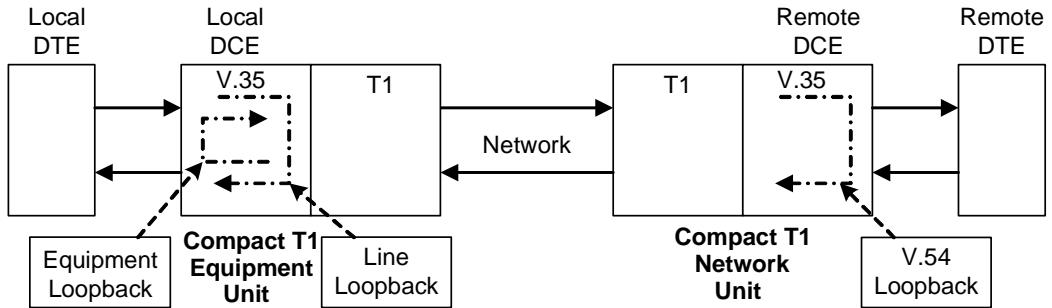 Local
DTE
Local
DCE
Remote
DCE
Remote
DTE
V.35
T1
T1
V.35
Network
Equipment
Loopback
Compact T1
Equipment
Unit
Line
Loopback
Compact T1
Network
Unit
V.54
Loopback